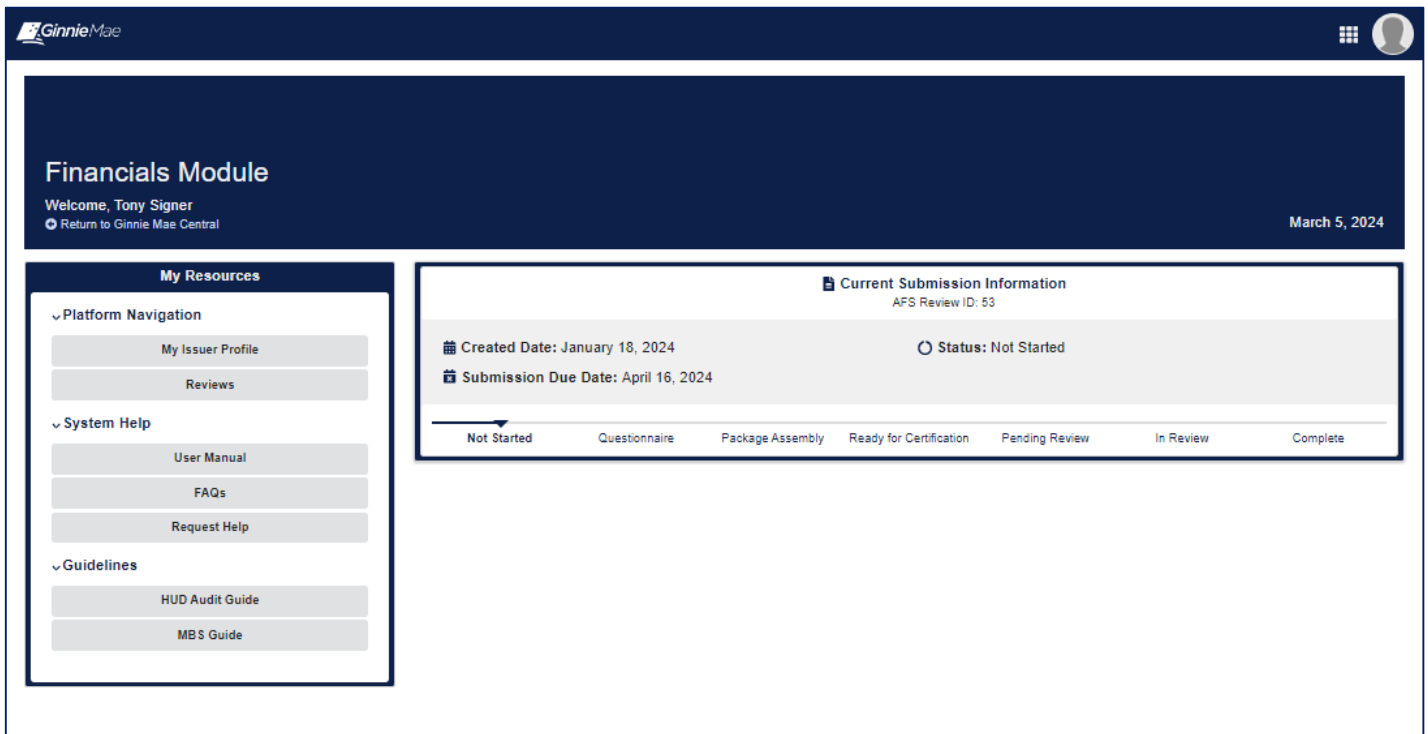 GinnieMae
Financials Module
Welcome, Tony Signer
Return to Ginnie Mae Central
March 5, 2024
My Resources
Platform Navigation
My Issuer Profile
Reviews
System Help
User Manual
FAQs
Request Help
Guidelines
HUD Audit Guide
MBS Guide
Current Submission Information
AFS Review ID: 53
Created Date: January 18, 2024
Status: Not Started
Submission Due Date: April 16, 2024
Not Started Questionnaire Package Assembly Ready for Certification Pending Review In Review Complete